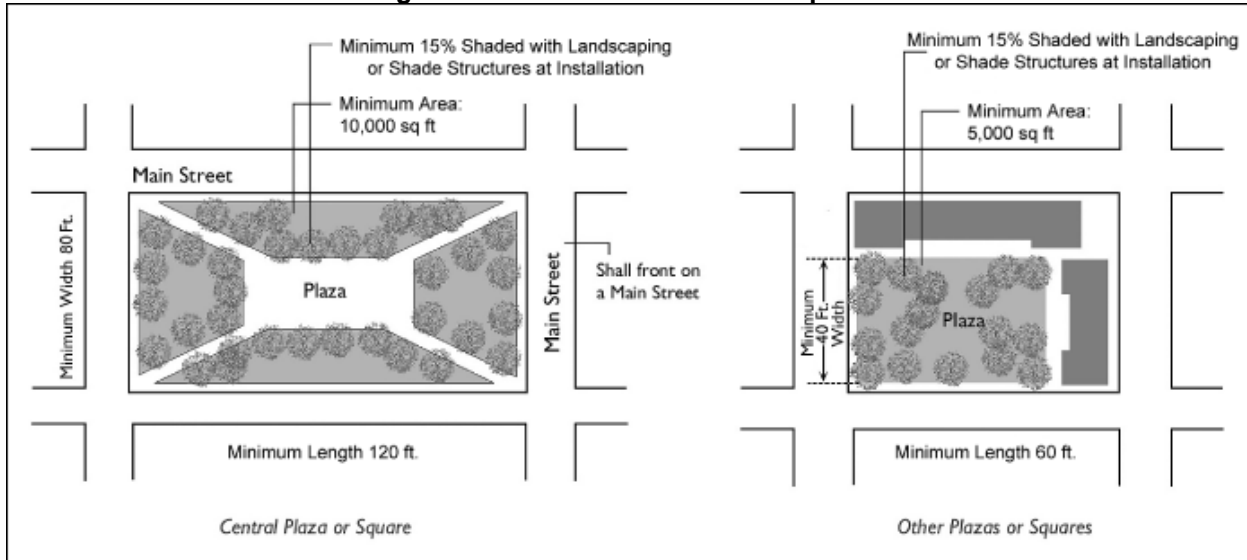 Minimum 15% Shaded with Landscaping
or Shade Structures at Installation
Minimum Area:
10,000 sq ft
Main Street
Minimum Width 80 Ft.
Plaza
Main Street
Shall front on
a Main Street
Minimum Length 120 ft.
Central Plaza or Square
Minimum 15% Shaded with Landscaping
or Shade Structures at Installation
Minimum Area:
5,000 sq ft
Minimum
40 Ft.
Width
Plaza
Minimum Length 60 ft.
Other Plazas or Squares